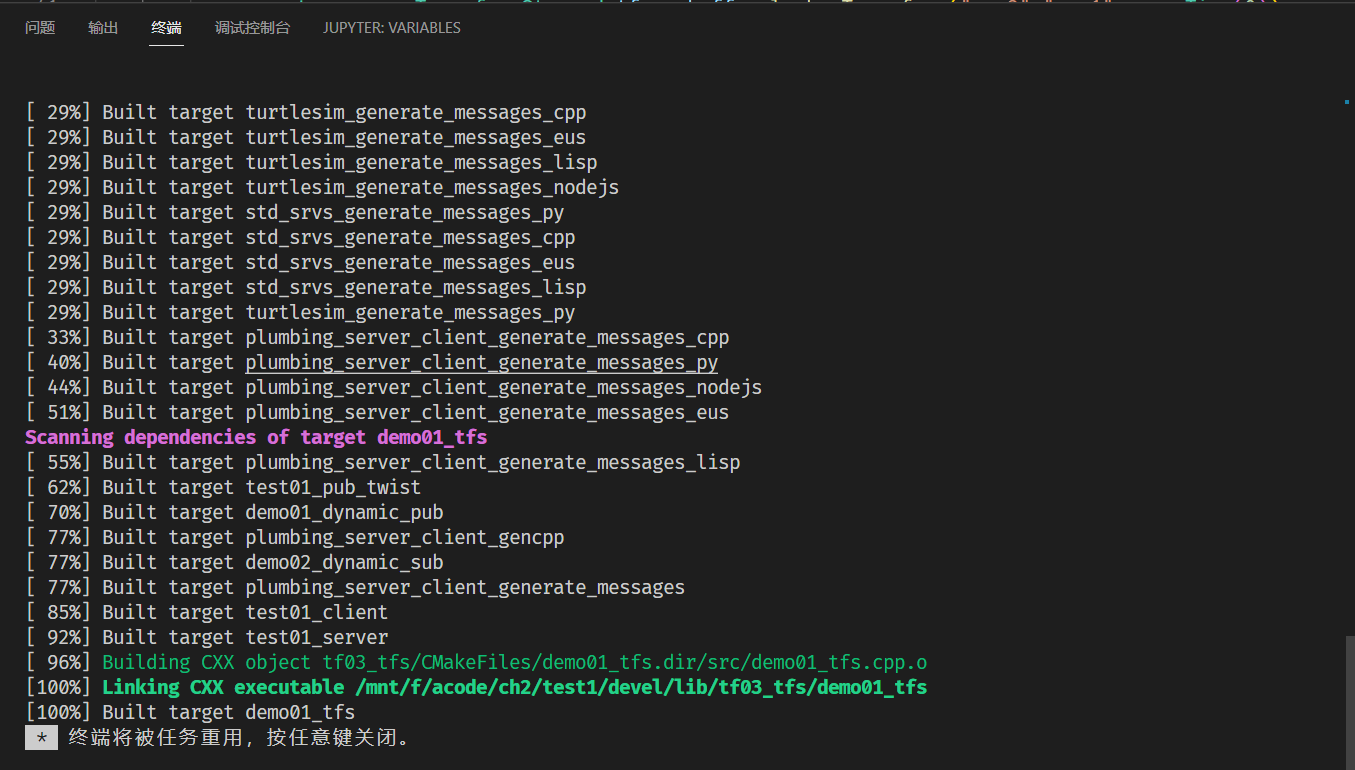 问题 输出 终端 调试控制台 JUPYTER: VARIABLES
[ 29%] Built target turtlesim_generate_messages_cpp
[ 29%] Built target turtlesim_generate_messages_eus
[ 29%] Built target turtlesim_generate_messages_lisp
[ 29%] Built target turtlesim_generate_messages_nodejs
[ 29%] Built target std_srvs_generate_messages_py
[ 29%] Built target std_srvs_generate_messages_cpp
[ 29%] Built target std_srvs_generate_messages_eus
[ 29%] Built target std_srvs_generate_messages_lisp
[ 29%] Built target turtlesim_generate_messages_py
[ 33%] Built target plumbing_server_client_generate_messages_cpp
[ 40%] Built target plumbing_server_client_generate_messages_py
[ 44%] Built target plumbing_server_client_generate_messages_nodejs
[ 51%] Built target plumbing_server_client_generate_messages_eus
Scanning dependencies of target demo01_tfs
[ 55%] Built target plumbing_server_client_generate_messages_lisp
[ 62%] Built target test01_pub_twist
[ 70%] Built target demo01_dynamic_pub
[ 77%] Built target plumbing_server_client_gencpp
[ 77%] Built target demo02_dynamic_sub
[ 77%] Built target plumbing_server_client_generate_messages
[ 85%] Built target test01_client
[ 92%] Built target test01_server
[ 96%] Building CXX object tf03_tfs/CMakeFiles/demo01_tfs.dir/src/demo01_tfs.cpp.o
[100%] Linking CXX executable /mnt/f/acode/ch2/test1/devel/lib/tf03_tfs/demo01_tfs
[100%] Built target demo01_tfs
* 终端将被任务重用，按任意键关闭。